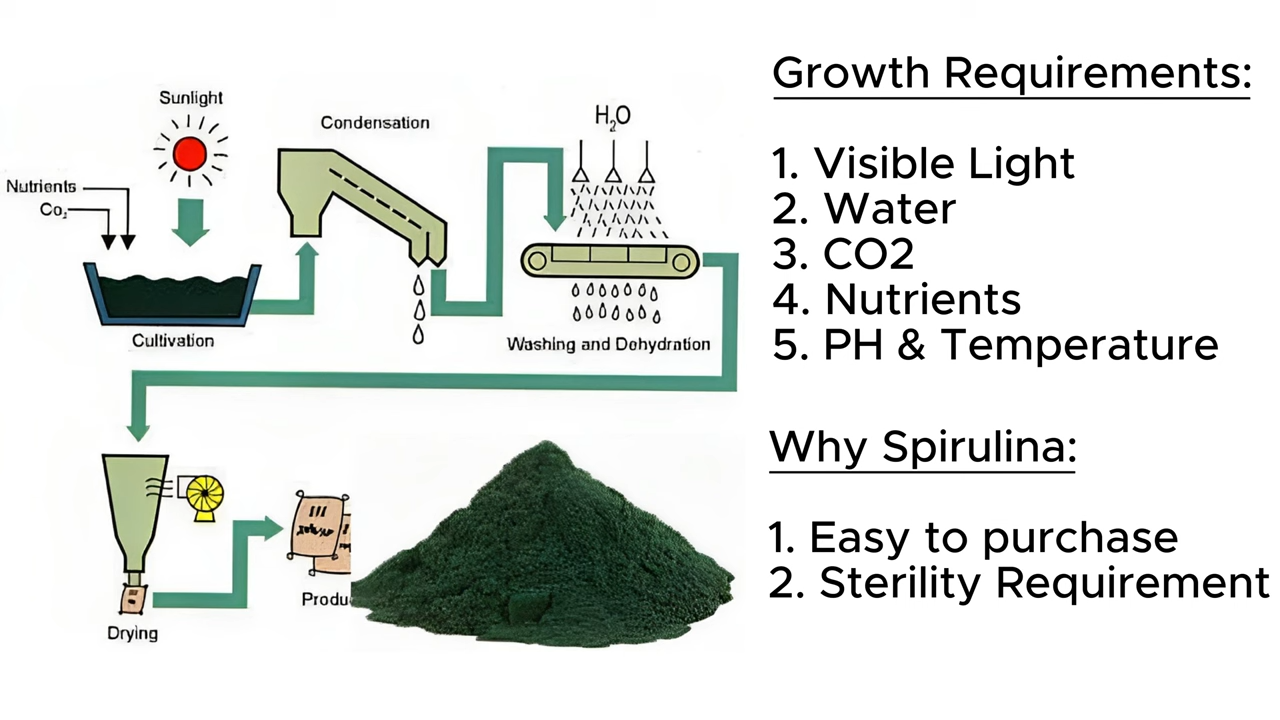 Growth Requirements:
1. Visible Light
2. Water
3. CO2
4. Nutrients
5. PH & Temperature
Why Spirulina:
1. Easy to purchase
2. Sterility Requirement
Sunlight
Nutrients
Co₂
Cultivation
Condensation
H₂O
Washing and Dehydration
Drying
Produ